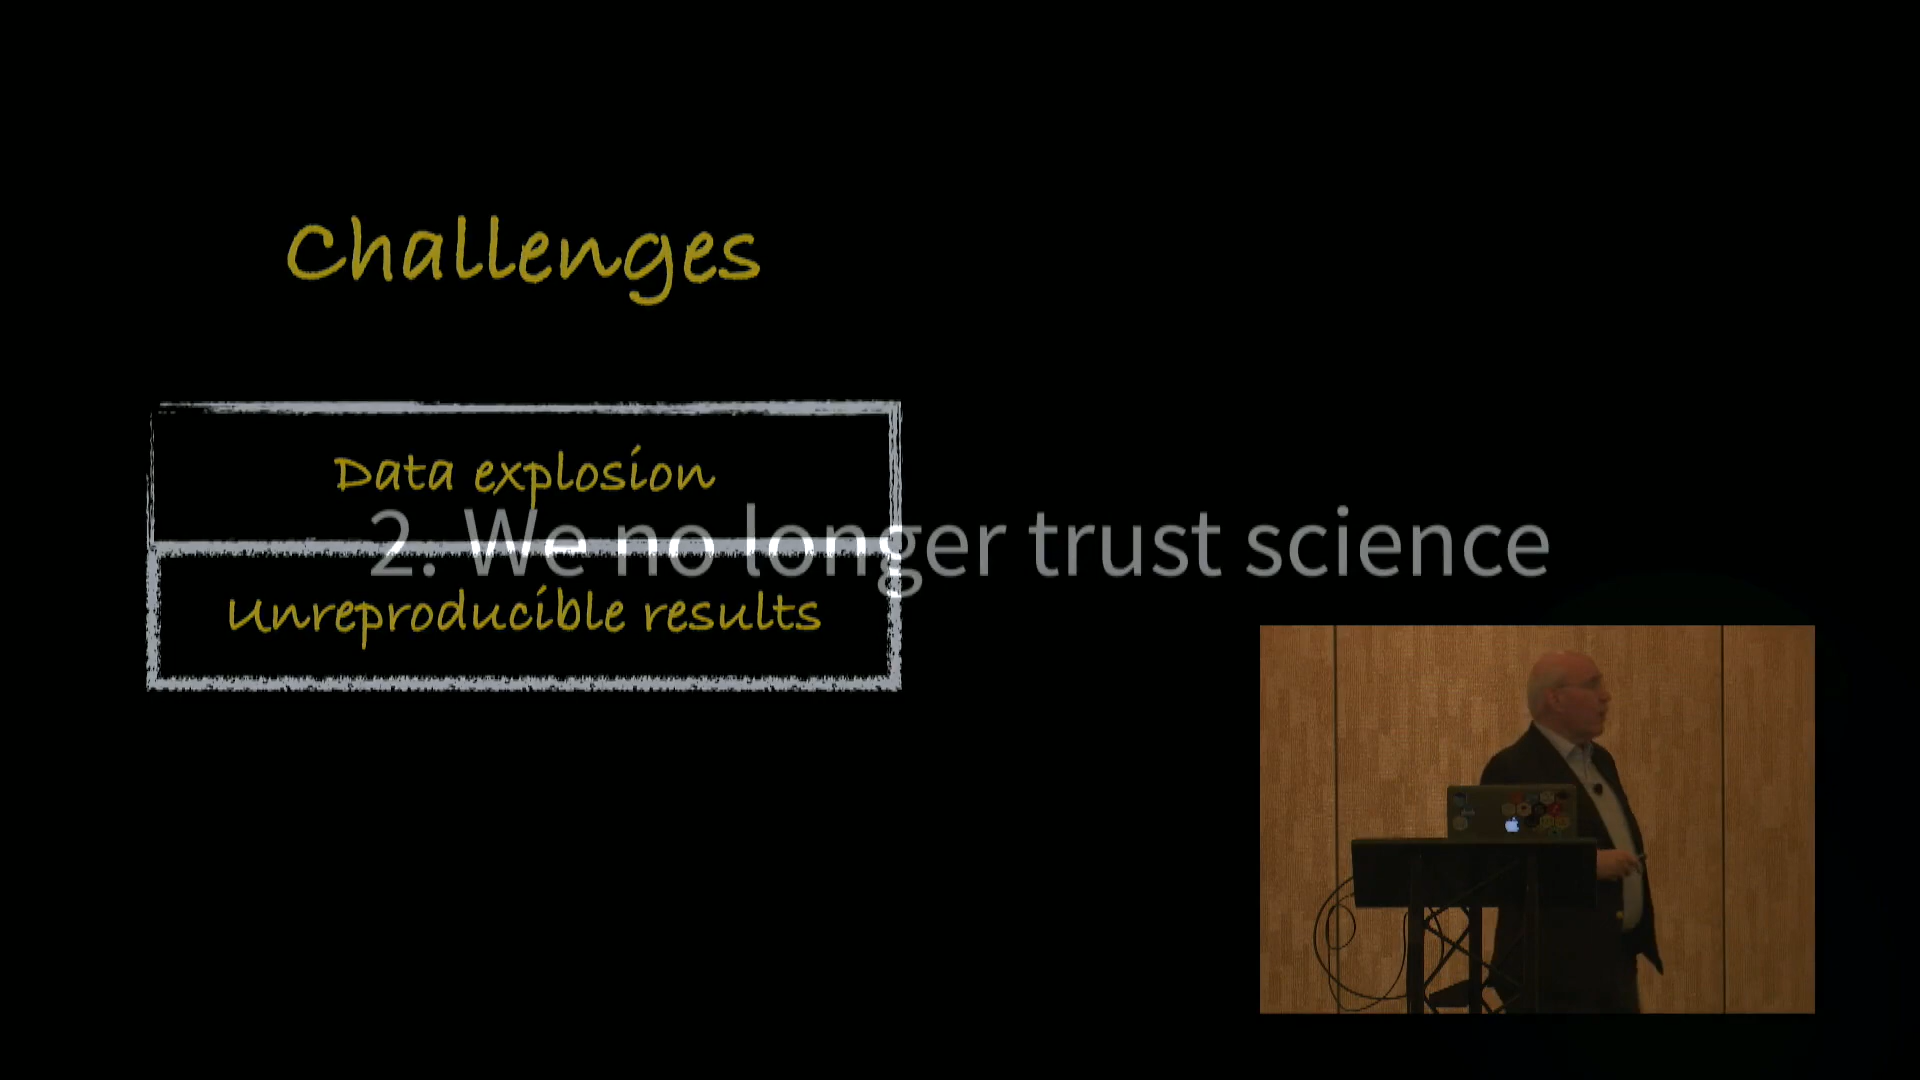 Challenges
Data explosion
2. We no longer trust science
Unreproducible results